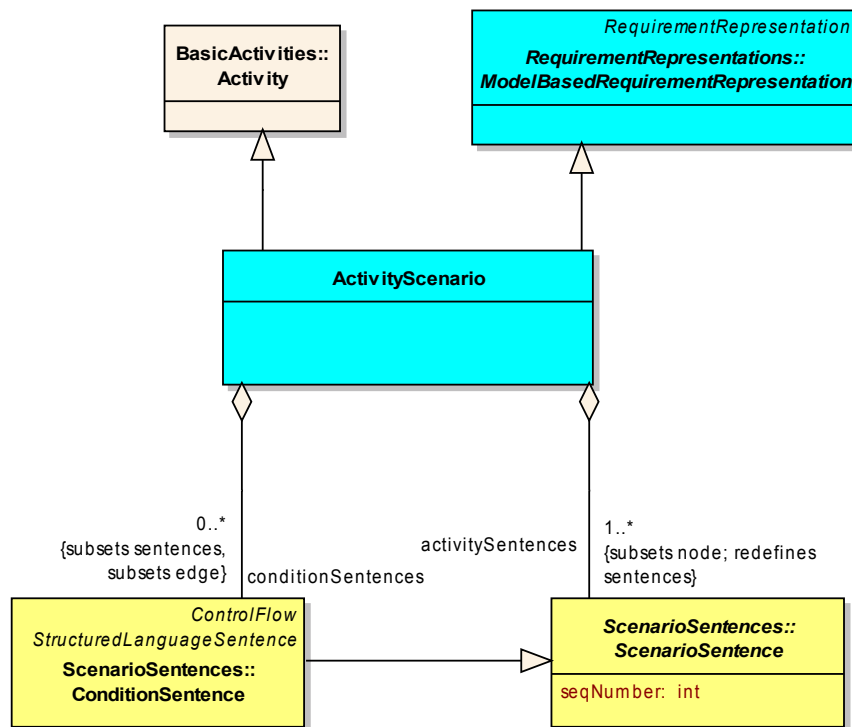 BasicActivities::
Activity
RequirementRepresentation
RequirementRepresentations::
ModelBasedRequirementRepresentation
ActivityScenario
0..*
{subsets sentences,
subsets edge}
conditionSentences
activitySentences
1..*
{subsets node; redefines
sentences}
ControlFlow
StructuredLanguageSentence
ScenarioSentences::
ConditionSentence
ScenarioSentences::
ScenarioSentence
seqNumber: int